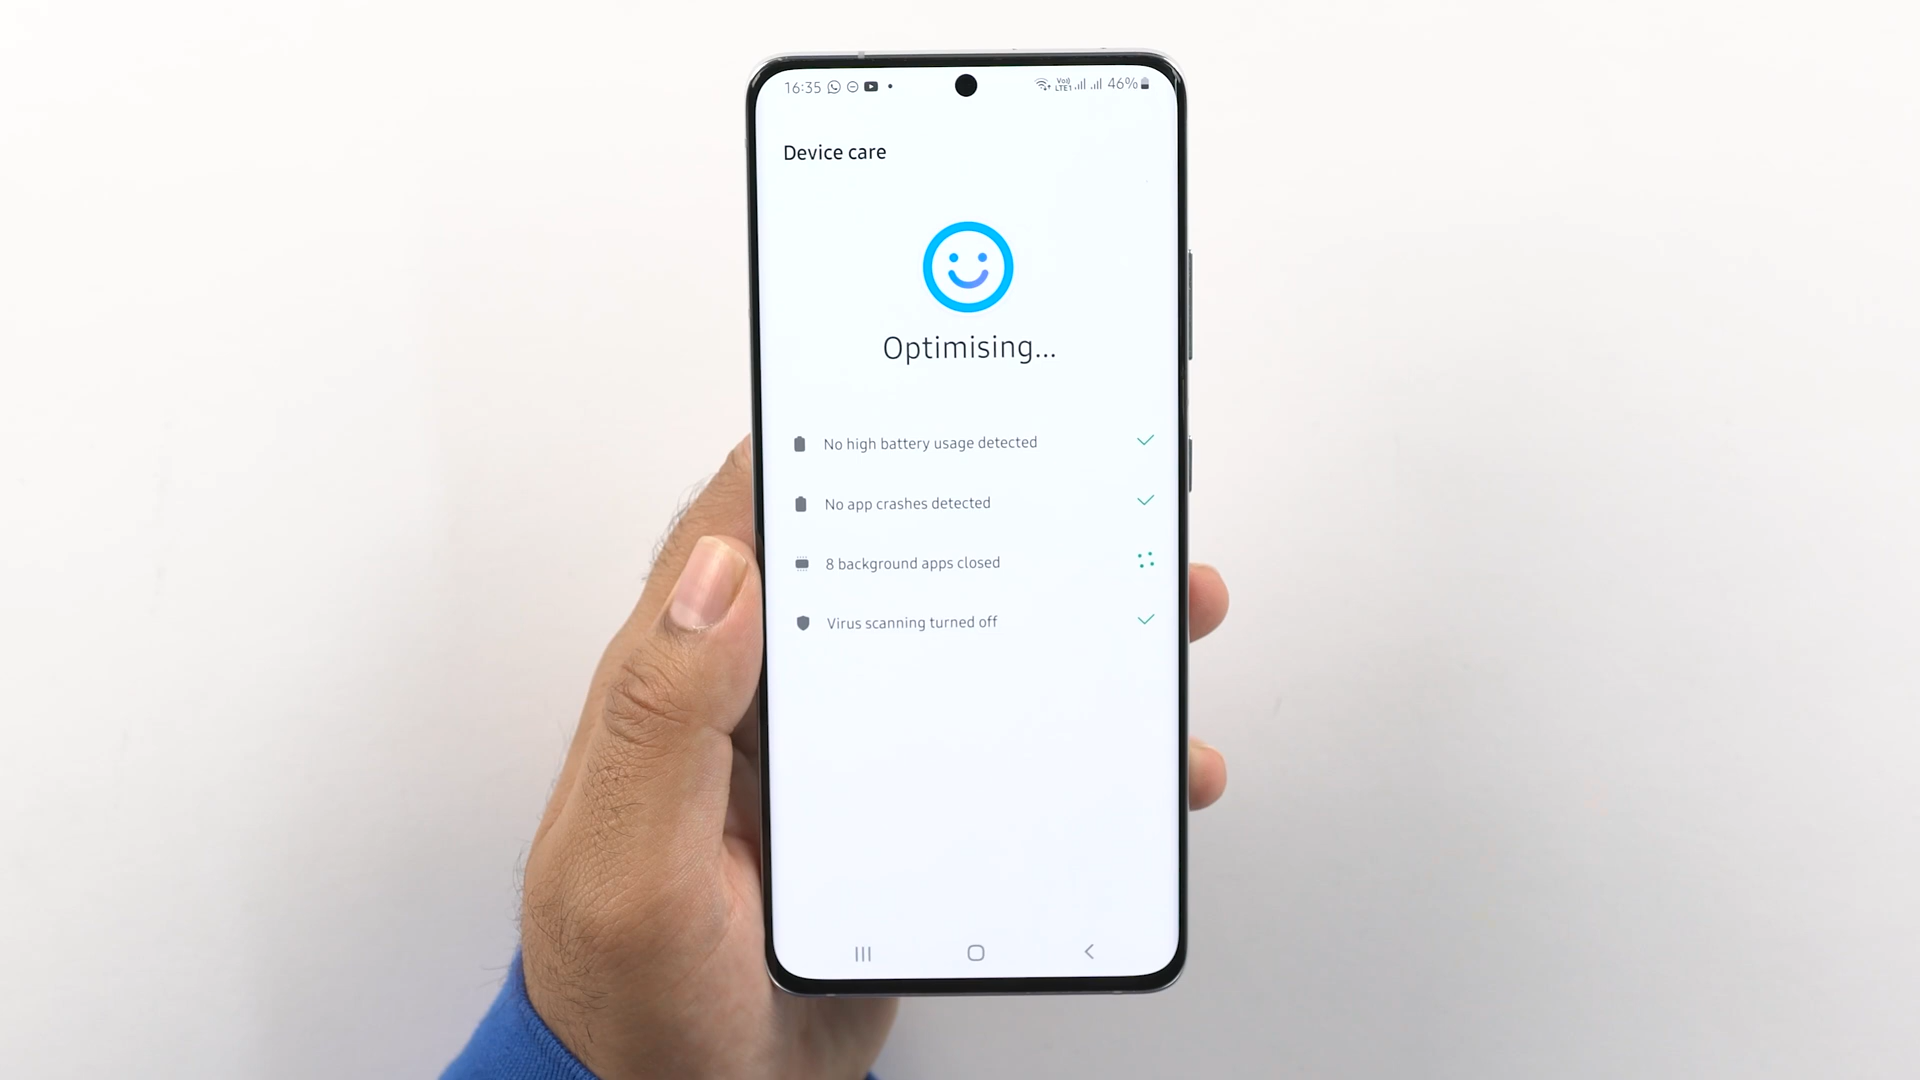 16:35 46%
Device care
Optimising...
No high battery usage detected
No app crashes detected
8 background apps closed
Virus scanning turned off